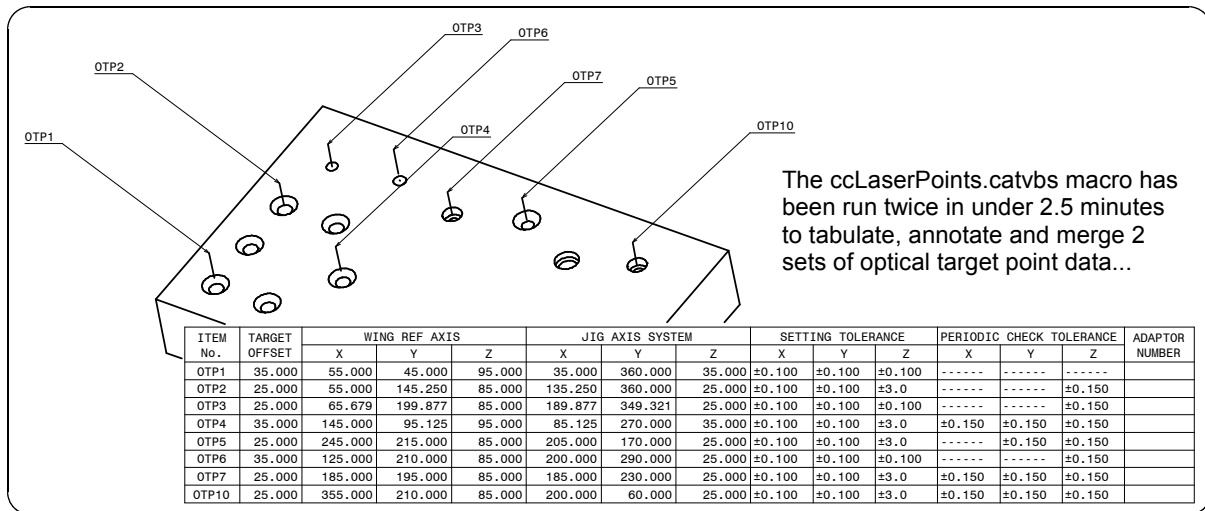 OTP3
OTP6
OTP2
OTP7
OTP5
OTP1
OTP4
OTP10
The ccLaserPoints.catvbs macro has
been run twice in under 2.5 minutes
to tabulate, annotate and merge 2
sets of optical target point data...
ITEM No. TARGET OFFSET WING REF AXIS JIG AXIS SYSTEM SETTING TOLERANCE PERIODIC CHECK TOLERANCE ADAPTOR NUMBER
X Y Z X Y Z X Y Z X Y Z
OTP1 35.000 55.000 45.000 95.000 35.000 360.000 35.000 ±0.100 ±0.100 ±0.100 ------ ------ ------
OTP2 25.000 55.000 145.250 85.000 135.250 360.000 25.000 ±0.100 ±0.100 ±3.0 ------ ------ ±0.150
OTP3 25.000 65.679 199.877 85.000 189.877 349.321 25.000 ±0.100 ±0.100 ±0.100 ------ ------ ±0.150
OTP4 35.000 145.000 95.125 95.000 85.125 270.000 35.000 ±0.100 ±0.100 ±3.0 ±0.150 ±0.150 ±0.150
OTP5 25.000 245.000 215.000 85.000 205.000 170.000 25.000 ±0.100 ±0.100 ±3.0 ------ ±0.150 ±0.150
OTP6 35.000 125.000 210.000 85.000 200.000 290.000 25.000 ±0.100 ±0.100 ±0.100 ------ ------ ±0.150
OTP7 25.000 185.000 195.000 85.000 185.000 230.000 25.000 ±0.100 ±0.100 ±3.0 ±0.150 ±0.150 ±0.150
OTP10 25.000 355.000 210.000 85.000 200.000 60.000 25.000 ±0.100 ±0.100 ±3.0 ±0.150 ±0.150 ±0.150